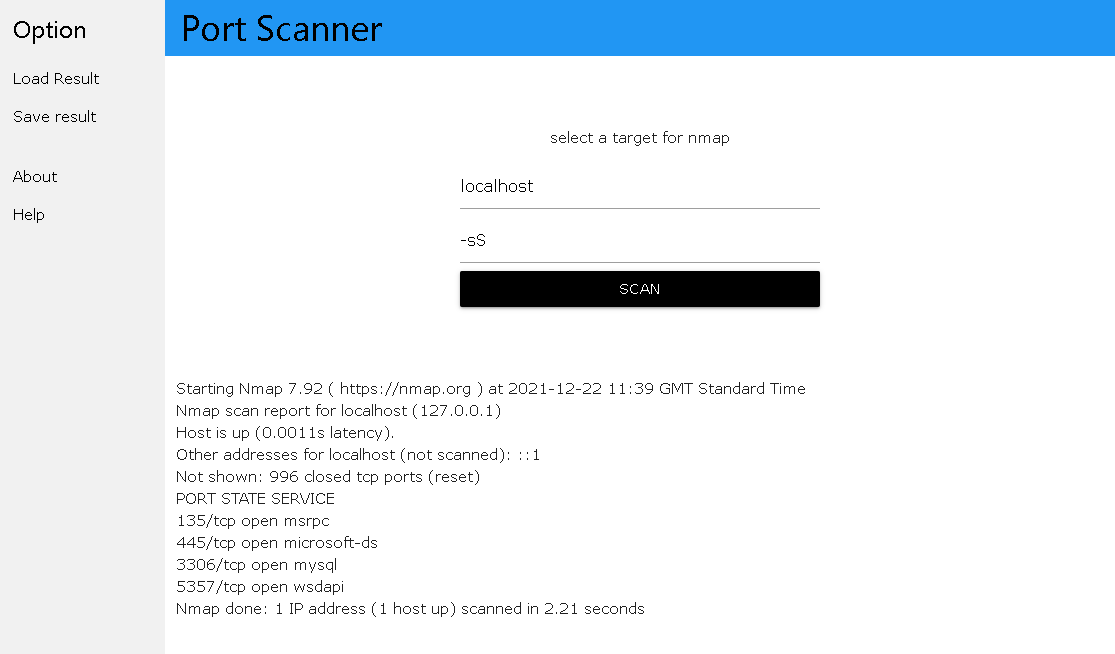 Option
Load Result
Save result
About
Help
Port Scanner
select a target for nmap
localhost
-sS
SCAN
Starting Nmap 7.92 ( https://nmap.org ) at 2021-12-22 11:39 GMT Standard Time
Nmap scan report for localhost (127.0.0.1)
Host is up (0.0011s latency).
Other addresses for localhost (not scanned): ::1
Not shown: 996 closed tcp ports (reset)
PORT STATE SERVICE
135/tcp open msrpc
445/tcp open microsoft-ds
3306/tcp open mysql
5357/tcp open wsdapi
Nmap done: 1 IP address (1 host up) scanned in 2.21 seconds